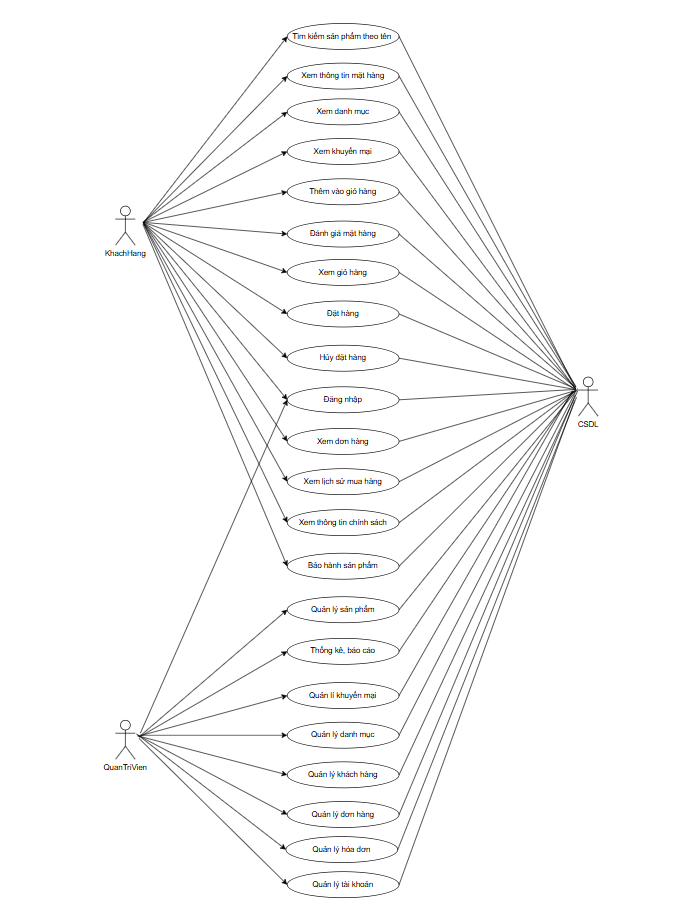 Tìm kiếm sản phẩm theo tên
Xem thông tin mặt hàng
Xem danh mục
Xem khuyến mại
Thêm vào giỏ hàng
Đánh giá mặt hàng
KhachHang
Xem giỏ hàng
Đặt hàng
Hủy đặt hàng
Đăng nhập
CSDL
Xem đơn hàng
Xem lịch sử mua hàng
Xem thông tin chính sách
Bảo hành sản phẩm
Quản lý sản phẩm
Thống kê, báo cáo
Quản lí khuyến mại
Quản lý danh mục
QuanTriVien
Quản lý khách hàng
Quản lý đơn hàng
Quản lý hóa đơn
Quản lý tài khoản